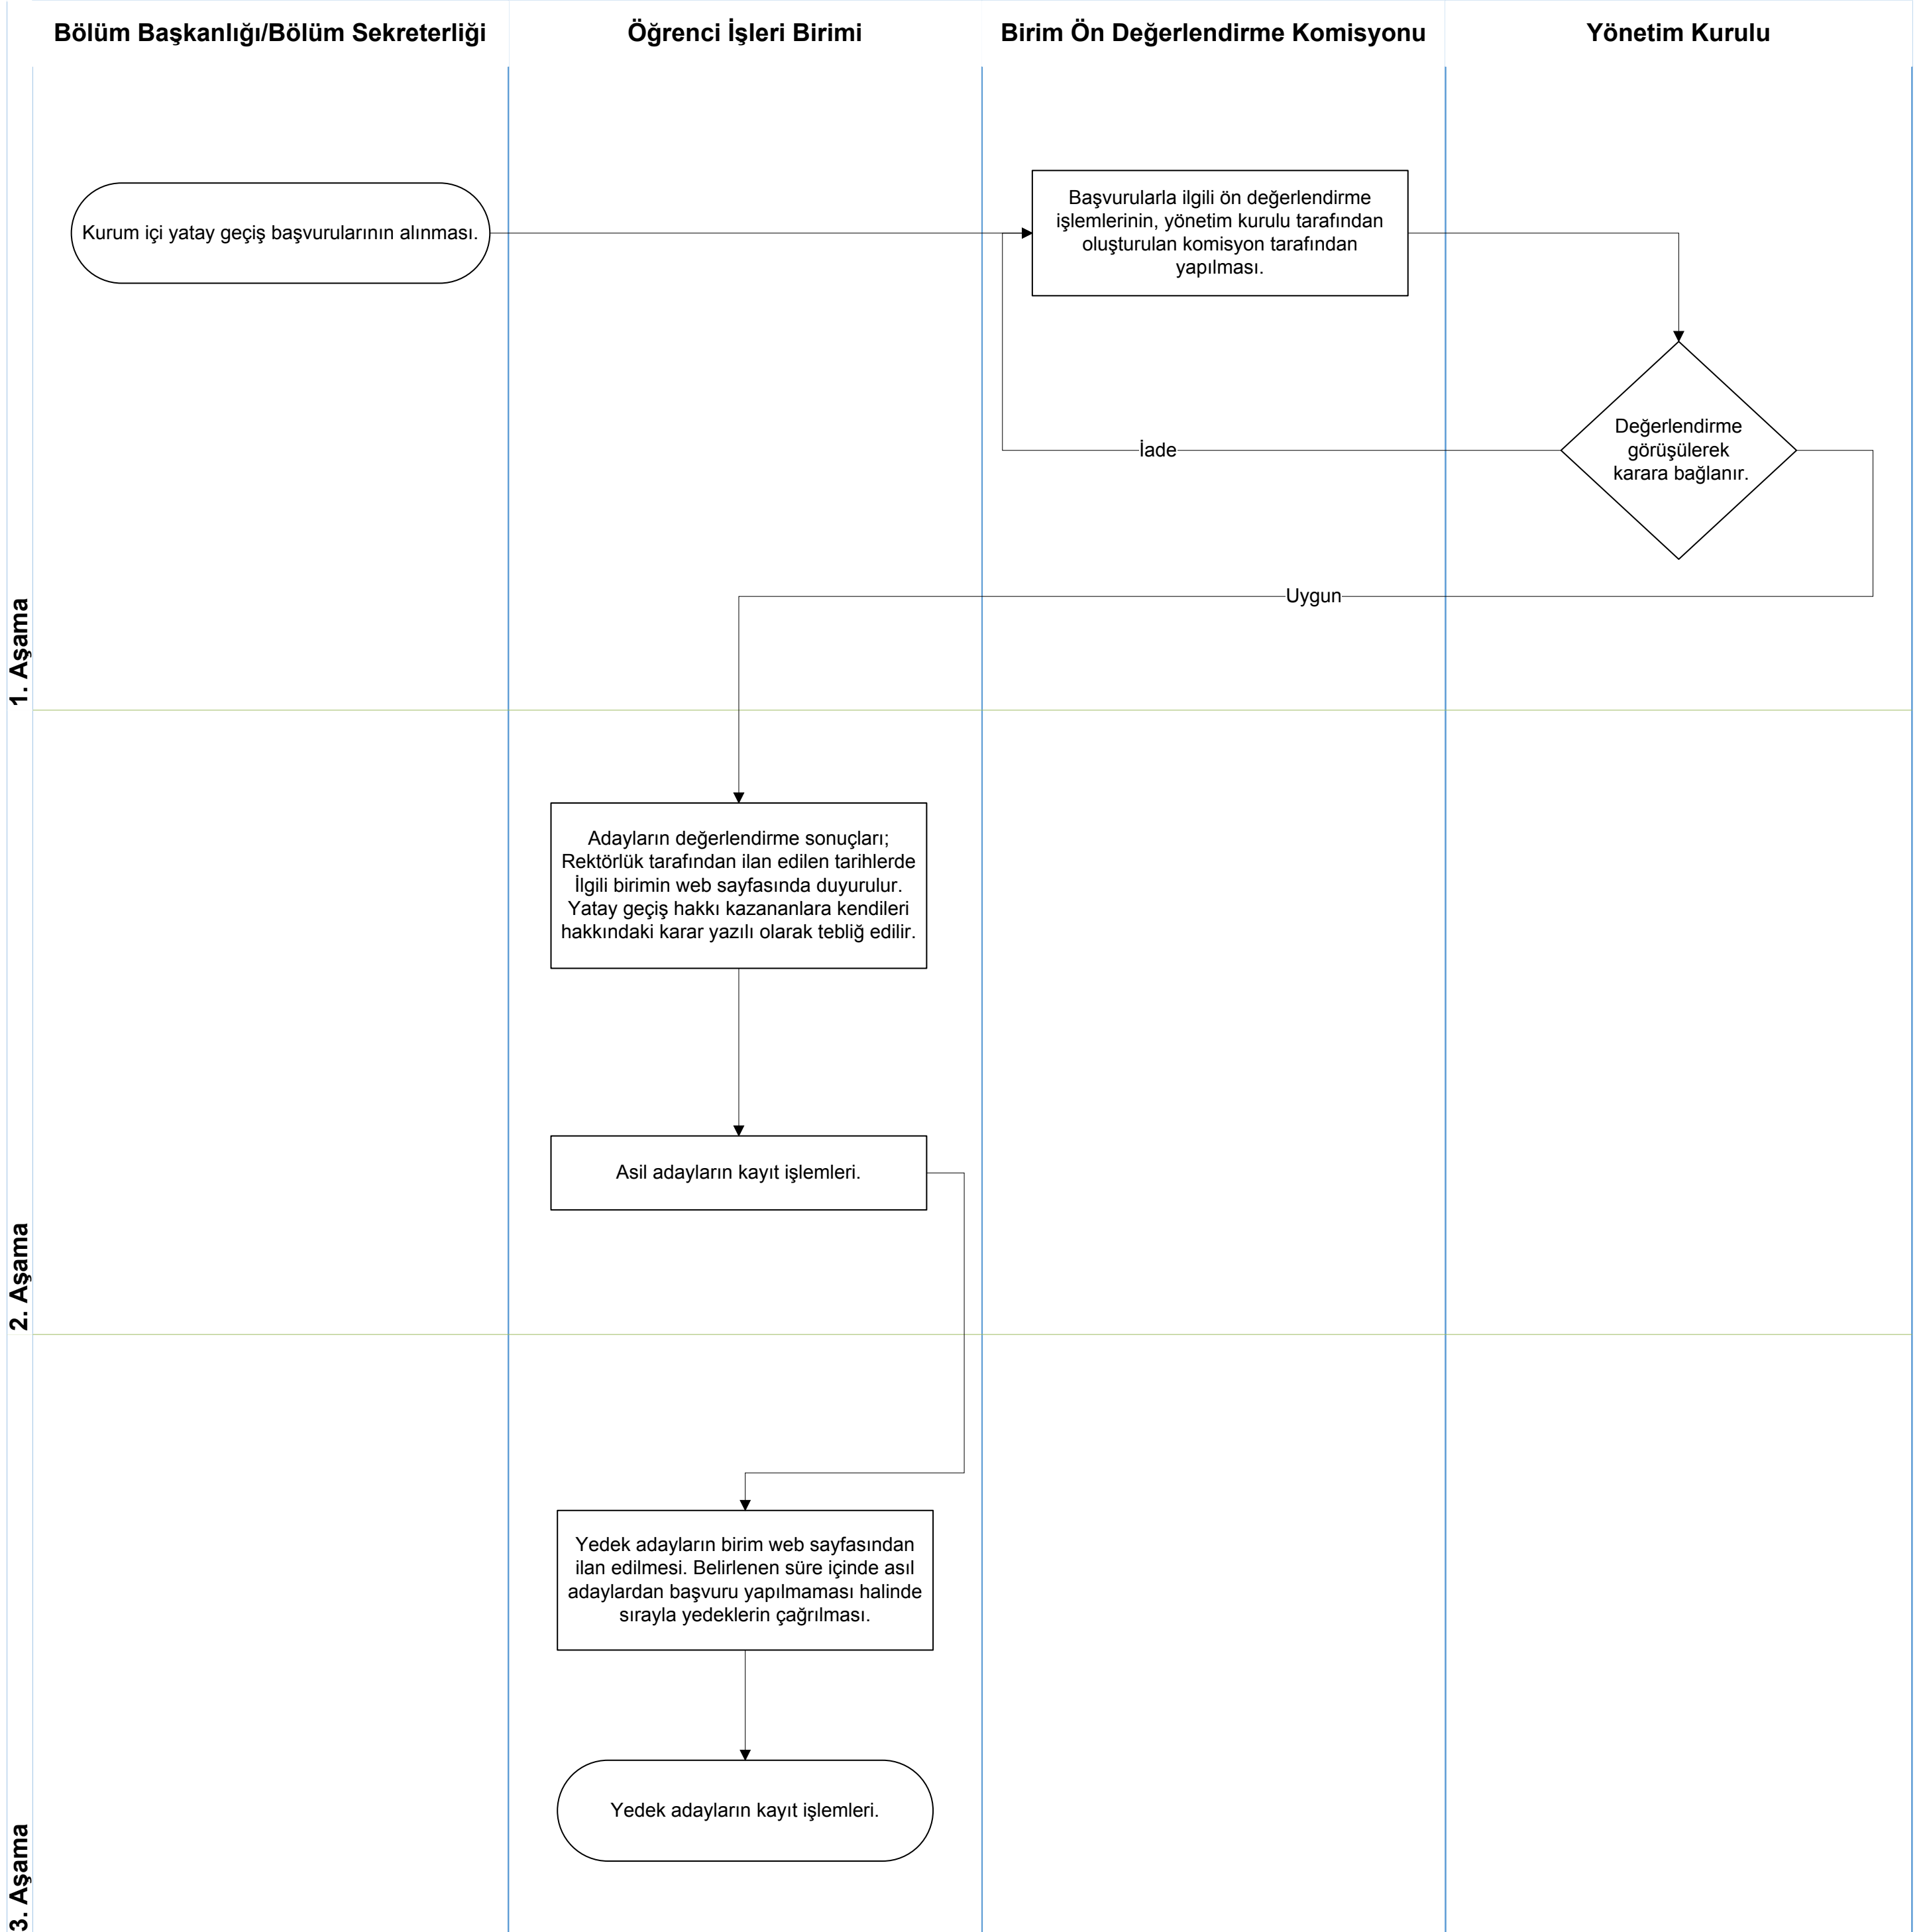 Bölüm Başkanlığı/Bölüm Sekreterliği
Öğrenci İşleri Birimi
Birim Ön Değerlendirme Komisyonu
Yönetim Kurulu
1. Aşama
Kurum içi yatay geçiş başvurularının alınması.
Başvurularla ilgili ön değerlendirme
işlemlerinin, yönetim kurulu tarafından
oluşturulan komisyon tarafından
yapılması.
Değerlendirme
görüşülerek
karara bağlanır.
İade
Uygun
2. Aşama
Adayların değerlendirme sonuçları;
Rektörlük tarafından ilan edilen tarihlerde
İlgili birimin web sayfasında duyurulur.
Yatay geçiş hakkı kazananlara kendileri
hakkındaki karar yazılı olarak tebliğ edilir.
Asil adayların kayıt işlemleri.
3. Aşama
Yedek adayların birim web sayfasından
ilan edilmesi. Belirlenen süre içinde asıl
adaylardan başvuru yapılmaması halinde
sırayla yedeklerin çağrılması.
Yedek adayların kayıt işlemleri.